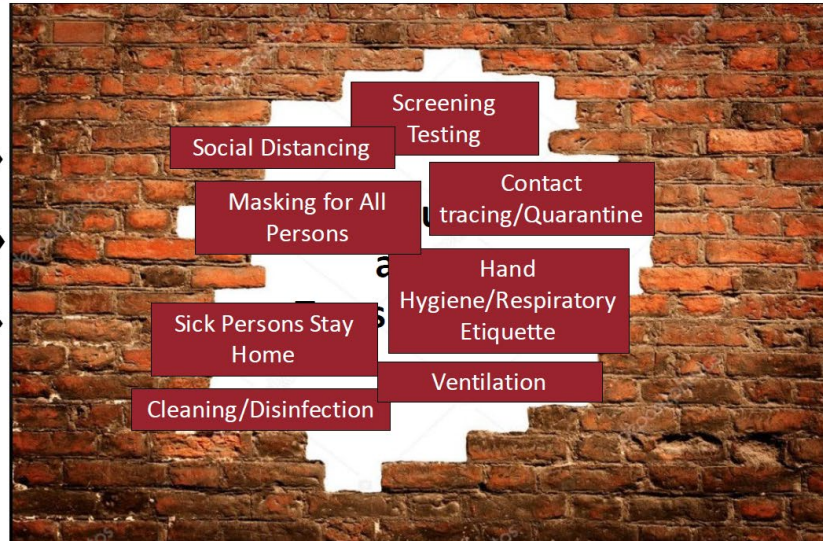 Screening
Testing
Social Distancing
Contact
tracing/Quarantine
Masking for All
Persons
Hand
Hygiene/Respiratory
Etiquette
Sick Persons Stay
Home
Ventilation
Cleaning/Disinfection